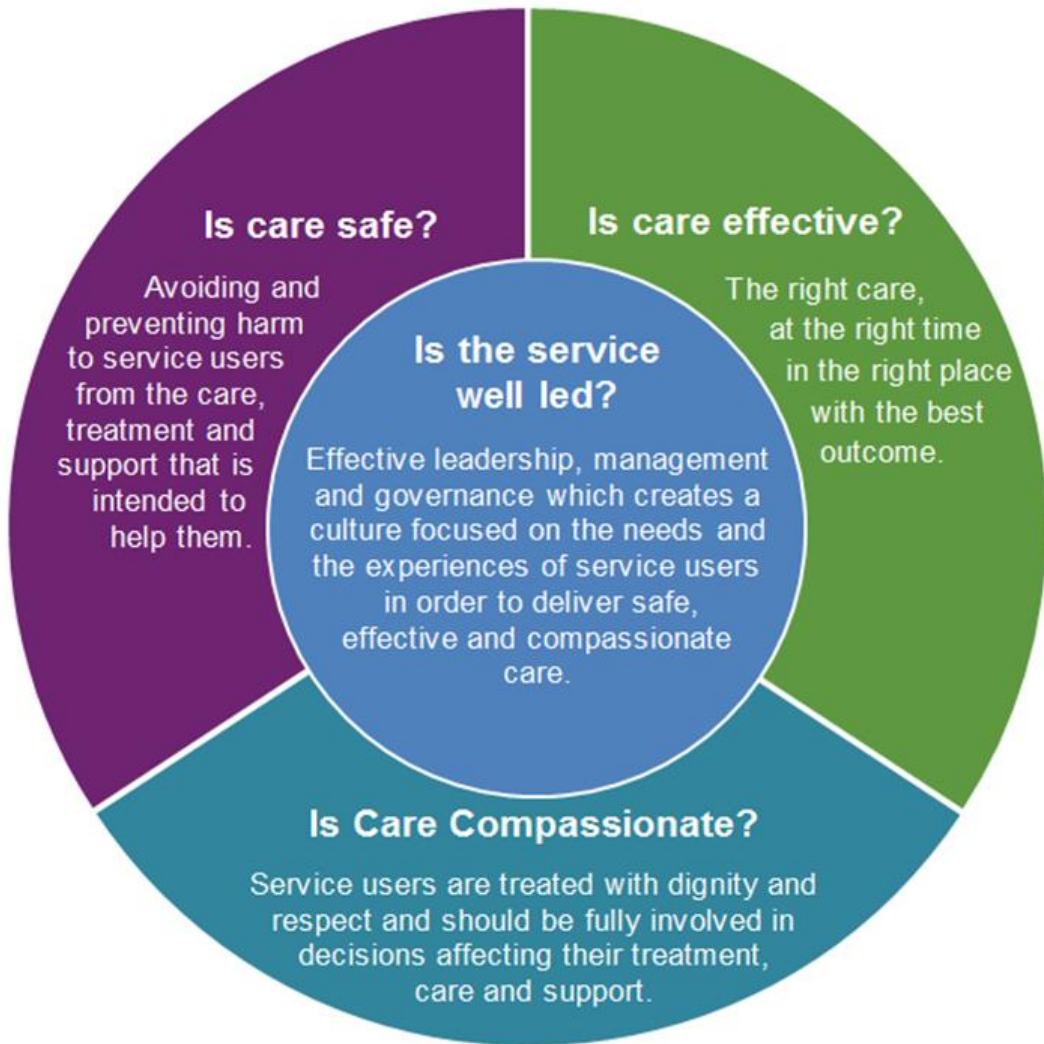 Is care safe?
Avoiding and
preventing harm
to service users
from the care,
treatment and
support that is
intended to
help them.
Is care effective?
The right care,
at the right time
in the right place
with the best
outcome.
Is the service
well led?
Effective leadership, management
and governance which creates a
culture focused on the needs and
the experiences of service users
in order to deliver safe,
effective and compassionate
care.
Is Care Compassionate?
Service users are treated with dignity and
respect and should be fully involved in
decisions affecting their treatment,
care and support.